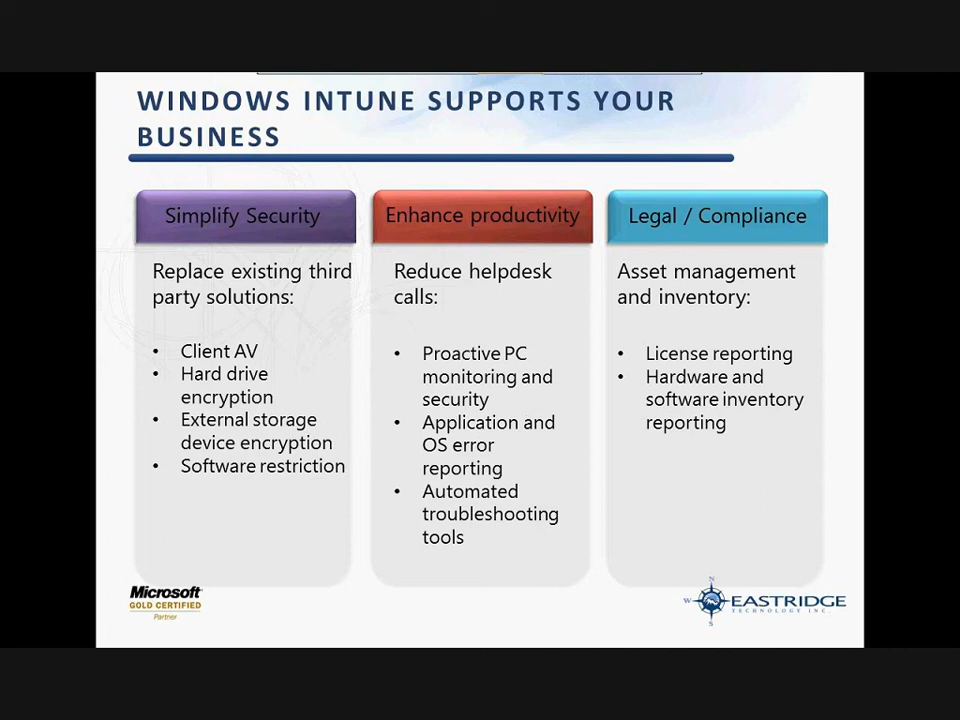 WINDOWS INTUNE SUPPORTS YOUR
BUSINESS
Simplify Security
Replace existing third
party solutions:
• Client AV
• Hard drive
encryption
• External storage
device encryption
• Software restriction
Enhance productivity
Reduce helpdesk
calls:
• Proactive PC
monitoring and
security
• Application and
OS error
reporting
• Automated
troubleshooting
tools
Legal / Compliance
Asset management
and inventory:
• License reporting
• Hardware and
software inventory
reporting
Microsoft
GOLD CERTIFIED
Partner
N
W
S
EASTRIDGE
TECHNOLOGY INC.